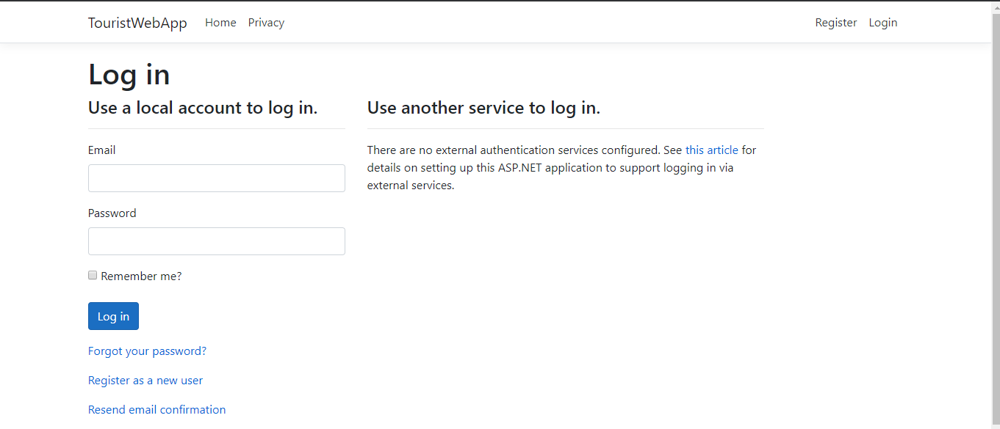 TouristWebApp Home Privacy Register Login
Log in
Use a local account to log in.
Email
Password
Remember me?
Log in
Forgot your password?
Register as a new user
Resend email confirmation
Use another service to log in.
There are no external authentication services configured. See this article for
details on setting up this ASP.NET application to support logging in via
external services.